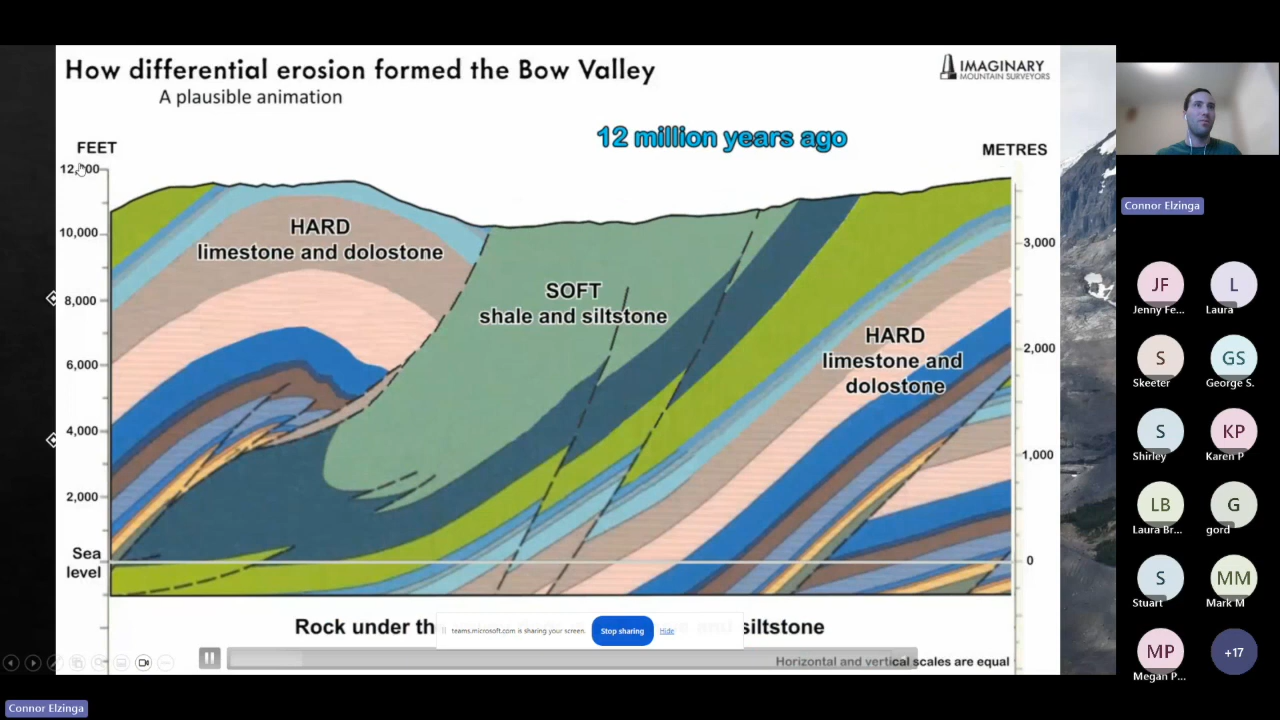 How differential erosion formed the Bow Valley
A plausible animation
IMAGINARY
MOUNTAIN SURVEYORS
12 million years ago
FEET
METRES
12,000
10,000
8,000
6,000
4,000
2,000
Sea
level
3,000
2,000
1,000
0
HARD
limestone and dolostone
SOFT
shale and siltstone
HARD
limestone and
dolostone
Rock under th
siltstone
teams.microsoft.com is sharing your screen.
Stop sharing
Hide
Horizontal and vertical scales are equal
Connor Elzinga
JF
Jenny Fe...
L
Laura
S
Skeeter
GS
George S.
S
Shirley
KP
Karen P
LB
Laura Br...
G
gord
S
Stuart
MM
Mark M
MP
Megan P...
+17
Connor Elzinga